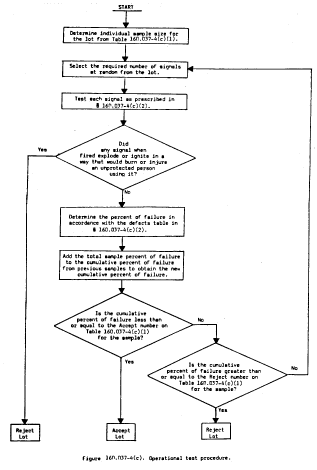 START
Determine individual sample size for
the lot from Table 160.037-4(c)(1).
Select the required number of signals
at random from the lot.
Test each signal as prescribed in
§ 160.037-4(c)(2).
Did
any signal when
fired explode or ignite in a
way that would burn or injure
an unprotected person
using it?
Yes
No
Determine the percent of failure in
accordance with the defects table in
§ 160.037-4(c)(2).
Add the total sample percent of failure
to the cumulative percent of failure
from previous samples to obtain the new
cumulative percent of failure.
Is the cumulative
percent of failure less than
or equal to the Accept number on
Table 160.037-4(c)(1)
for the sample?
No
Yes
Is the cumulative
percent of failure greater than
or equal to the Reject number on
Table 160.037-4(c)(1)
for the sample?
No
Yes
Reject
Lot
Accept
Lot
Reject
Lot
Figure 160.037-4(c). Operational test procedure.